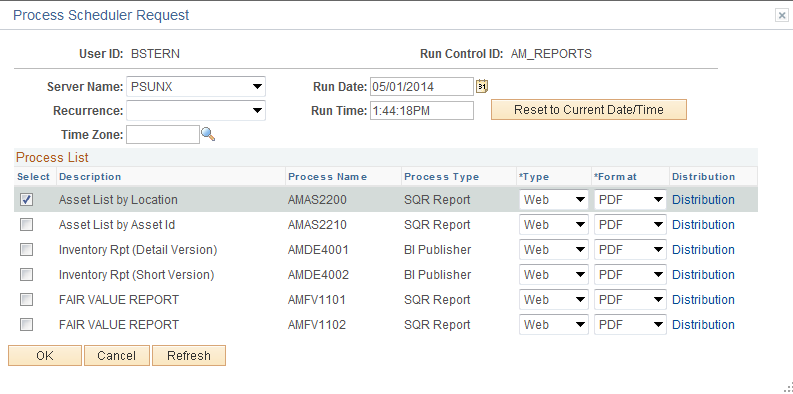 Process Scheduler Request
User ID: BSTERN Run Control ID: AM_REPORTS
Server Name: PSUNX Run Date: 05/01/2014 31
Recurrence: Run Time: 1:44:18PM Reset to Current Date/Time
Time Zone:
Process List
Select Description Process Name Process Type *Type *Format Distribution
Asset List by Location AMAS2200 SQR Report Web PDF Distribution
Asset List by Asset Id AMAS2210 SQR Report Web PDF Distribution
Inventory Rpt (Detail Version) AMDE4001 BI Publisher Web PDF Distribution
Inventory Rpt (Short Version) AMDE4002 BI Publisher Web PDF Distribution
FAIR VALUE REPORT AMFV1101 SQR Report Web PDF Distribution
FAIR VALUE REPORT AMFV1102 SQR Report Web PDF Distribution
OK Cancel Refresh